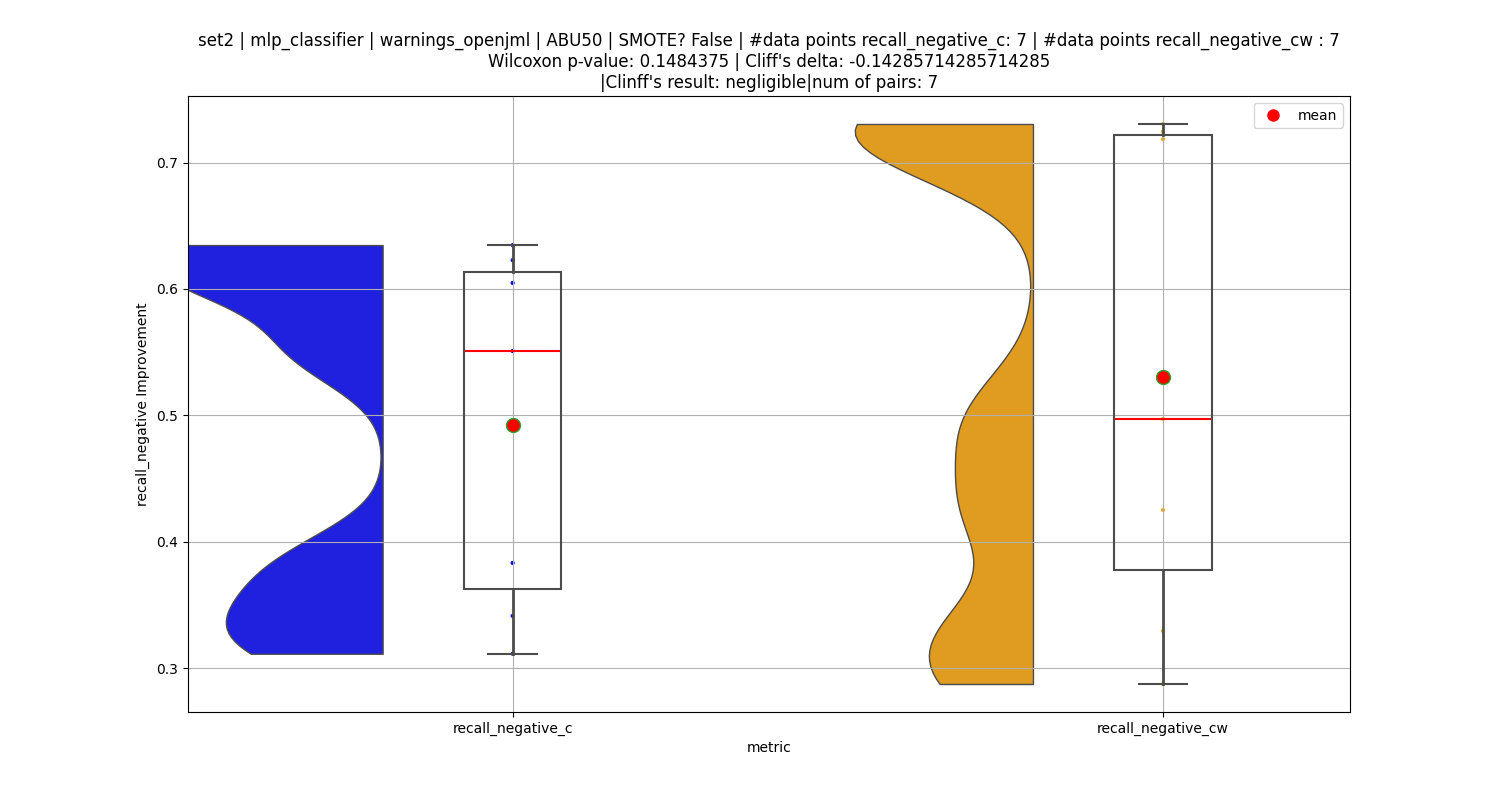 set2 | mlp_classifier | warnings_openjml | ABU50 | SMOTE? False | #data points recall_negative_c: 7 | #data points recall_negative_cw : 7
Wilcoxon p-value: 0.1484375 | Cliff's delta: -0.14285714285714285
|Clinff's result: negligible|num of pairs: 7
mean
0.7
0.6
0.5
0.4
0.3
recall_negative Improvement
recall_negative_c
recall_negative_cw
metric